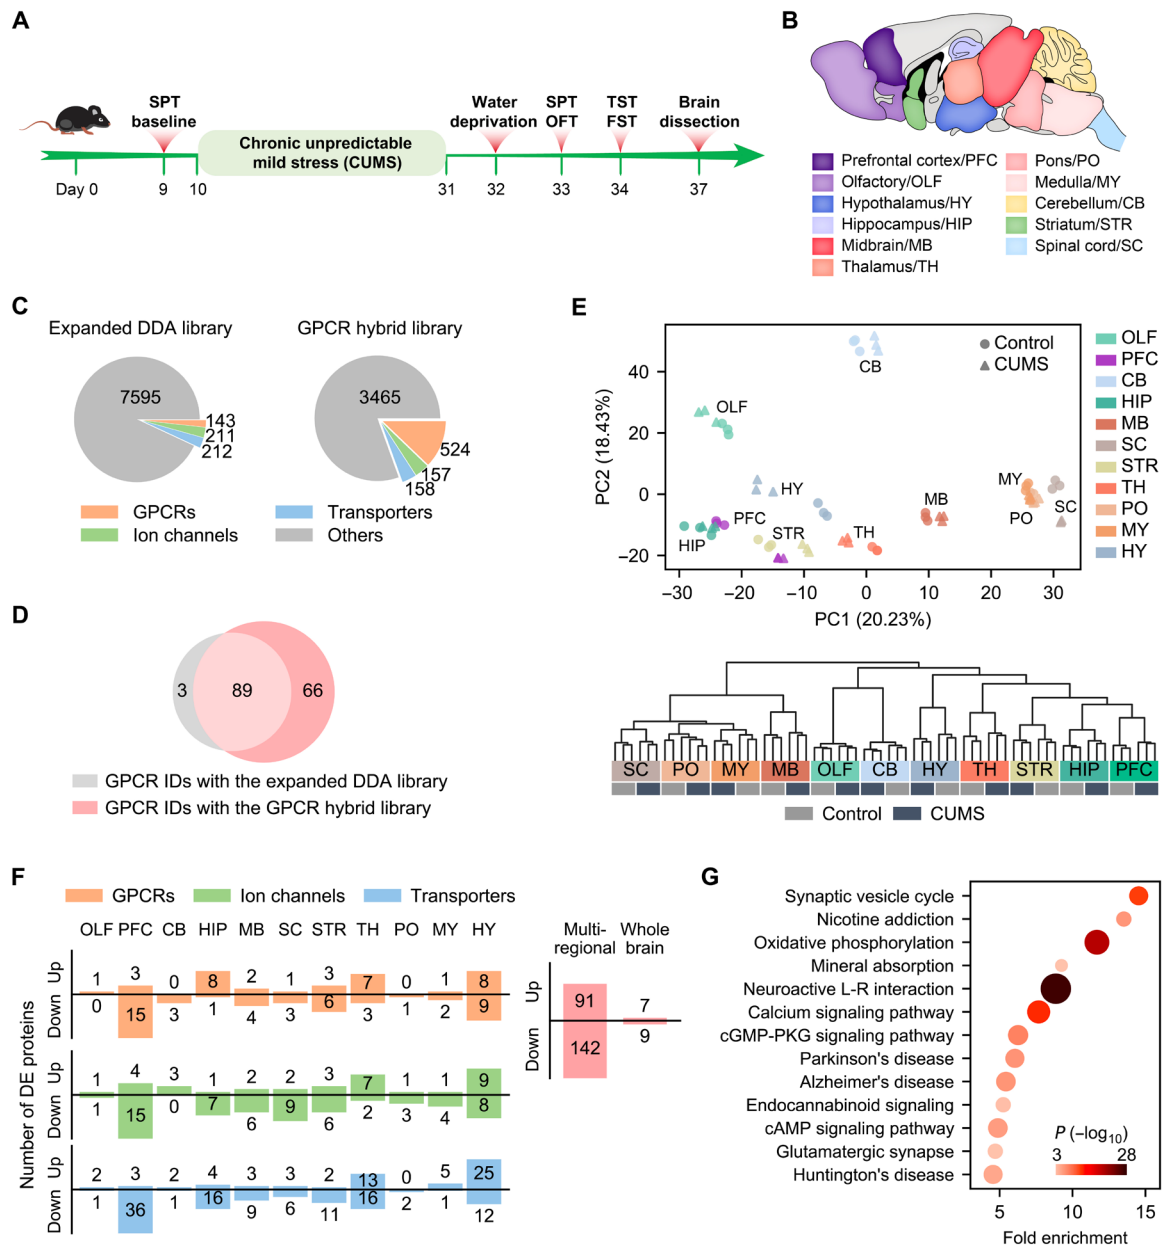 A
SPT
baseline
Chronic unpredictable
mild stress (CUMS)
Water
deprivation
SPT
OFT
TST
FST
Brain
dissection
Day 0
9
10
31
32
33
34
37
B
Prefrontal cortex/PFC
Olfactory/OLF
Hypothalamus/HY
Hippocampus/HIP
Midbrain/MB
Thalamus/TH
Pons/PO
Medulla/MY
Cerebellum/CB
Striatum/STR
Spinal cord/SC
C
Expanded DDA library
7595
143
211
212
GPCR hybrid library
3465
524
157
158
GPCRs
Transporters
Ion channels
Others
D
3
89
66
GPCR IDs with the expanded DDA library
GPCR IDs with the GPCR hybrid library
E
PC2 (18.43%)
40
20
0
−20
−30
−20
−10
0
10
20
30
PC1 (20.23%)
Control
CUMS
CB
OLF
HY
PFC
HIP
STR
TH
MB
MY
PO
SC
OLF
PFC
CB
HIP
MB
SC
STR
TH
PO
MY
HY
SC PO MY MB OLF CB HY TH STR HIP PFC
Control CUMS
F
GPCRs Ion channels Transporters
OLF PFC CB HIP MB SC STR TH PO MY HY
Number of DE proteins
Up
Down
1 3 0 8 2 1 3 7 0 1 8
0 15 3 1 4 3 6 3 1 2 9
Up
Down
1 4 3 1 2 2 3 7 1 1 9
1 15 0 7 6 9 6 2 3 4 8
Up
Down
2 3 2 4 3 3 2 13 0 5 25
1 36 1 16 9 6 11 16 2 1 12
Multi-
regional
Whole
brain
Up
Down
91 7
142 9
G
Synaptic vesicle cycle
Nicotine addiction
Oxidative phosphorylation
Mineral absorption
Neuroactive L-R interaction
Calcium signaling pathway
cGMP-PKG signaling pathway
Parkinson's disease
Alzheimer's disease
Endocannabinoid signaling
cAMP signaling pathway
Glutamatergic synapse
Huntington's disease
P (−log₁₀)
3 28
5 10 15
Fold enrichment